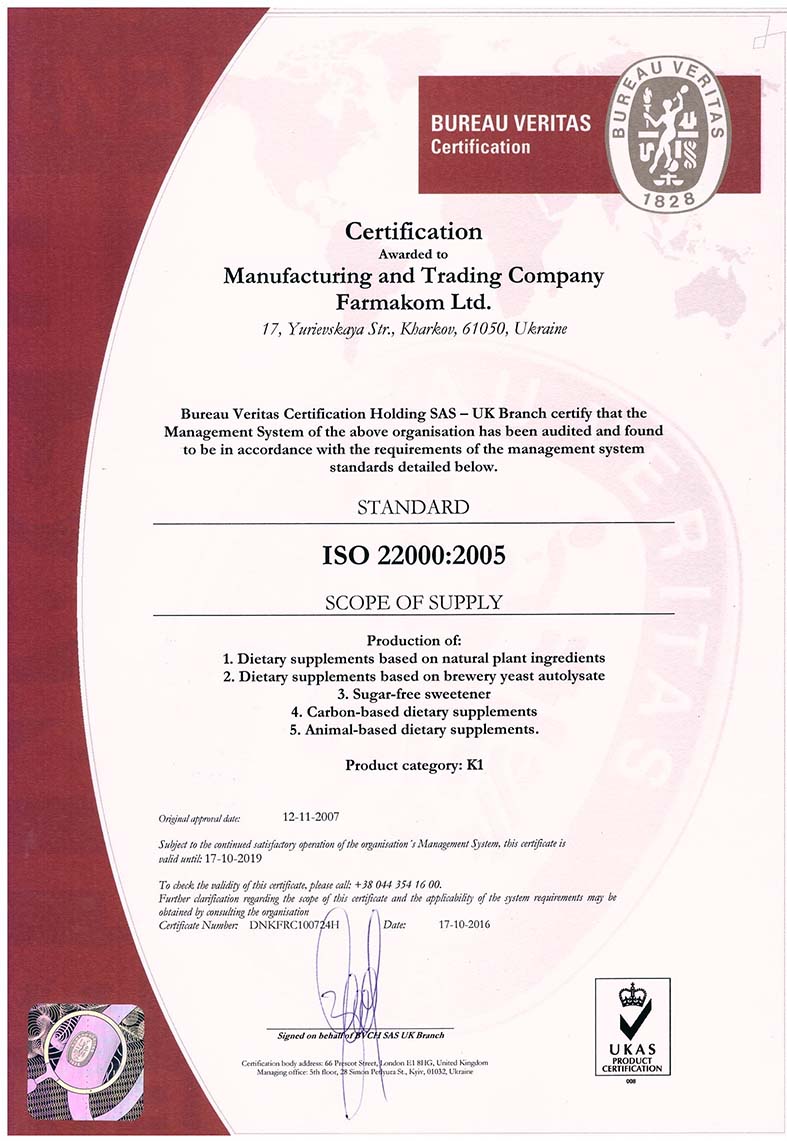 BUREAU VERITAS
Certification
BUREAU VERITAS
1828
Certification
Awarded to
Manufacturing and Trading Company
Farmakom Ltd.
17, Yurievskaya Str., Kharkov, 61050, Ukraine
Bureau Veritas Certification Holding SAS – UK Branch certify that the
Management System of the above organisation has been audited and found
to be in accordance with the requirements of the management system
standards detailed below.
STANDARD
ISO 22000:2005
SCOPE OF SUPPLY
Production of:
1. Dietary supplements based on natural plant ingredients
2. Dietary supplements based on brewery yeast autolysate
3. Sugar-free sweetener
4. Carbon-based dietary supplements
5. Animal-based dietary supplements.
Product category: K1
Original approval date: 12-11-2007
Subject to the continued satisfactory operation of the organisation's Management System, this certificate is
valid until: 17-10-2019
To check the validity of this certificate, please call: +38 044 354 16 00.
Further clarification regarding the scope of this certificate and the applicability of the system requirements may be
obtained by consulting the organisation
Certificate Number: DNKFRC100724H Date: 17-10-2016
Signed on behalf of BVCH SAS UK Branch
Certification body address: 66 Prescot Street, London E1 8HG, United Kingdom
Managing office: 5th floor, 28 Simon Petlyura St., Kyiv, 01032, Ukraine
UKAS
PRODUCT
CERTIFICATION
008